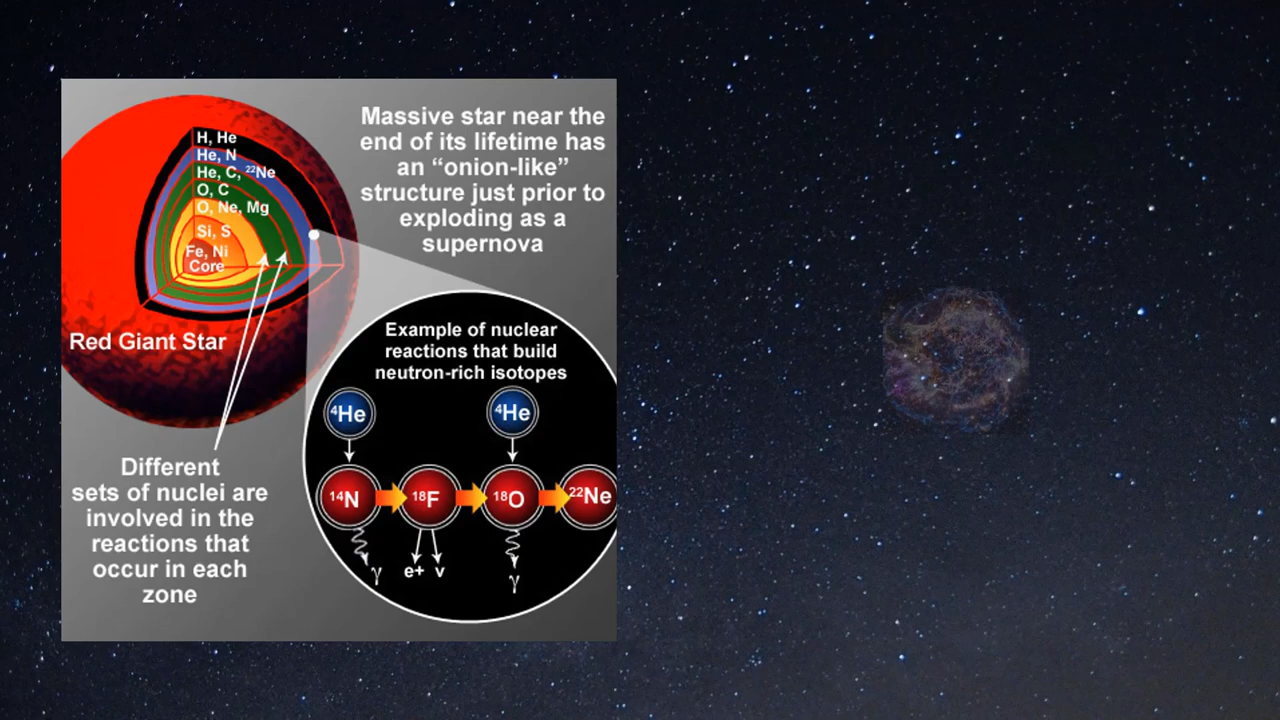 Massive star near the
end of its lifetime has
an “onion-like”
structure just prior to
exploding as a
supernova
H, He
He, N
He, C, ²²Ne
O, C
O, Ne, Mg
Si, S
Fe, Ni
Core
Red Giant Star
Different
sets of nuclei are
involved in the
reactions that
occur in each
zone
Example of nuclear
reactions that build
neutron-rich isotopes
⁴He ⁴He
¹⁴N ¹⁸F ¹⁸O ²²Ne
γ e+ ν γ